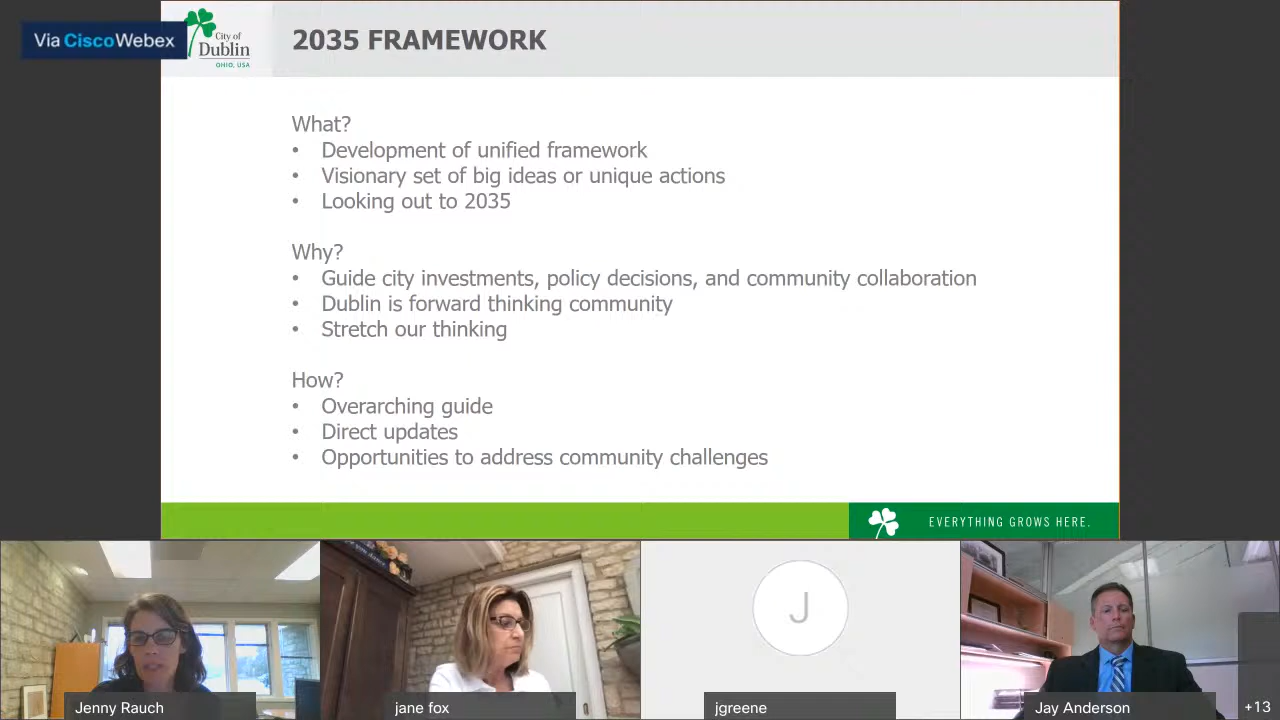 Via CiscoWebex
City of
Dublin
OHIO, USA
2035 FRAMEWORK
What?
• Development of unified framework
• Visionary set of big ideas or unique actions
• Looking out to 2035
Why?
• Guide city investments, policy decisions, and community collaboration
• Dublin is forward thinking community
• Stretch our thinking
How?
• Overarching guide
• Direct updates
• Opportunities to address community challenges
EVERYTHING GROWS HERE.
J
Jenny Rauch
jane fox
jgreene
Jay Anderson
+13